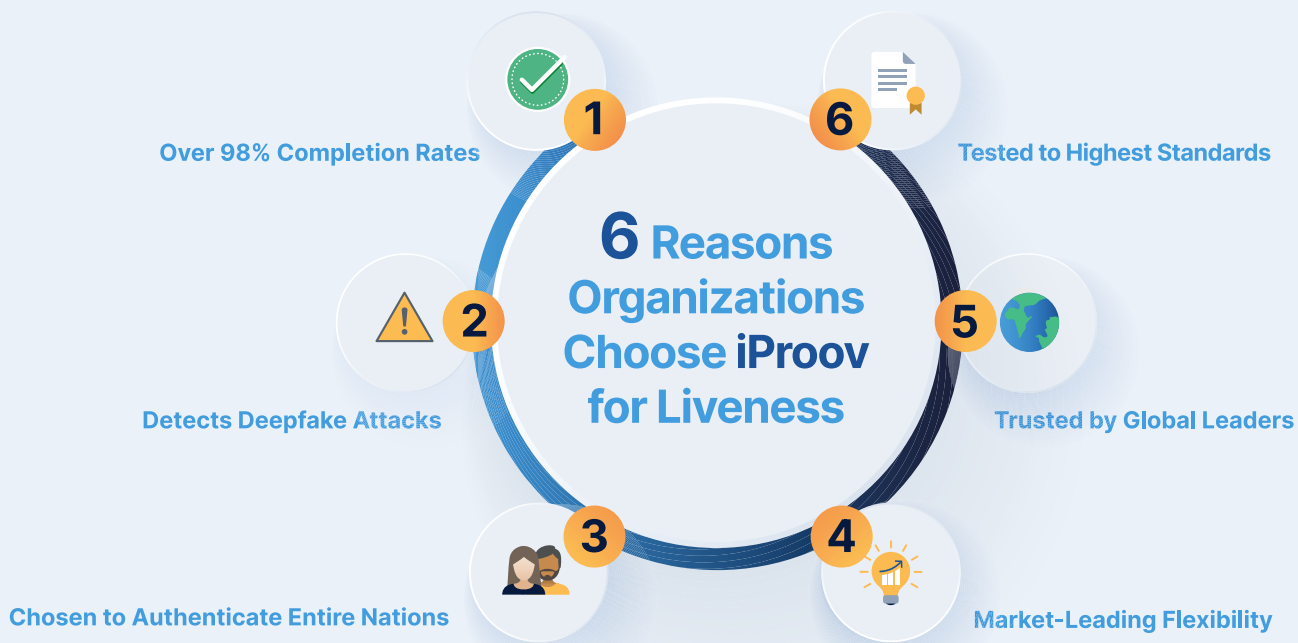 6 Reasons
Organizations
Choose iProov
for Liveness
1
Over 98% Completion Rates
2
Detects Deepfake Attacks
3
Chosen to Authenticate Entire Nations
4
Market-Leading Flexibility
5
Trusted by Global Leaders
6
Tested to Highest Standards